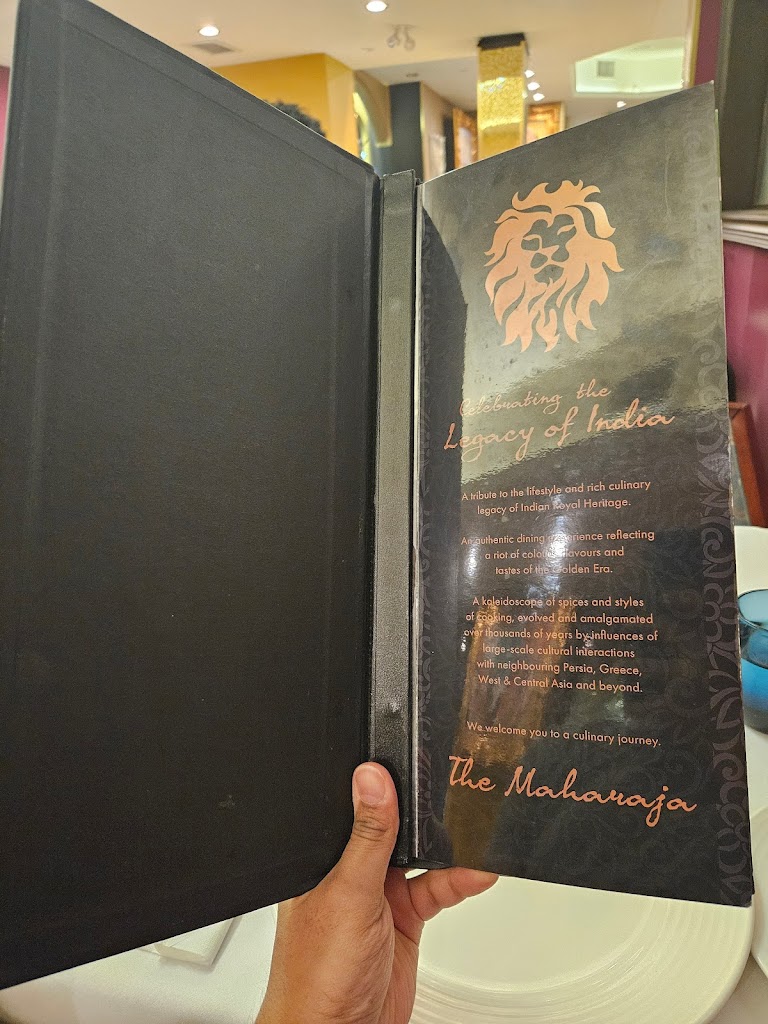 Celebrating the
Legacy of India
A tribute to the lifestyle and rich culinary
legacy of Indian Royal Heritage.
An authentic dining experience reflecting
a riot of colours, flavours and
tastes of the Golden Era.
A kaleidoscope of spices and styles
of cooking, evolved and amalgamated
over thousands of years by influences of
large-scale cultural interactions
with neighbouring Persia, Greece,
West & Central Asia and beyond.
We welcome you to a culinary journey.
The Maharaja